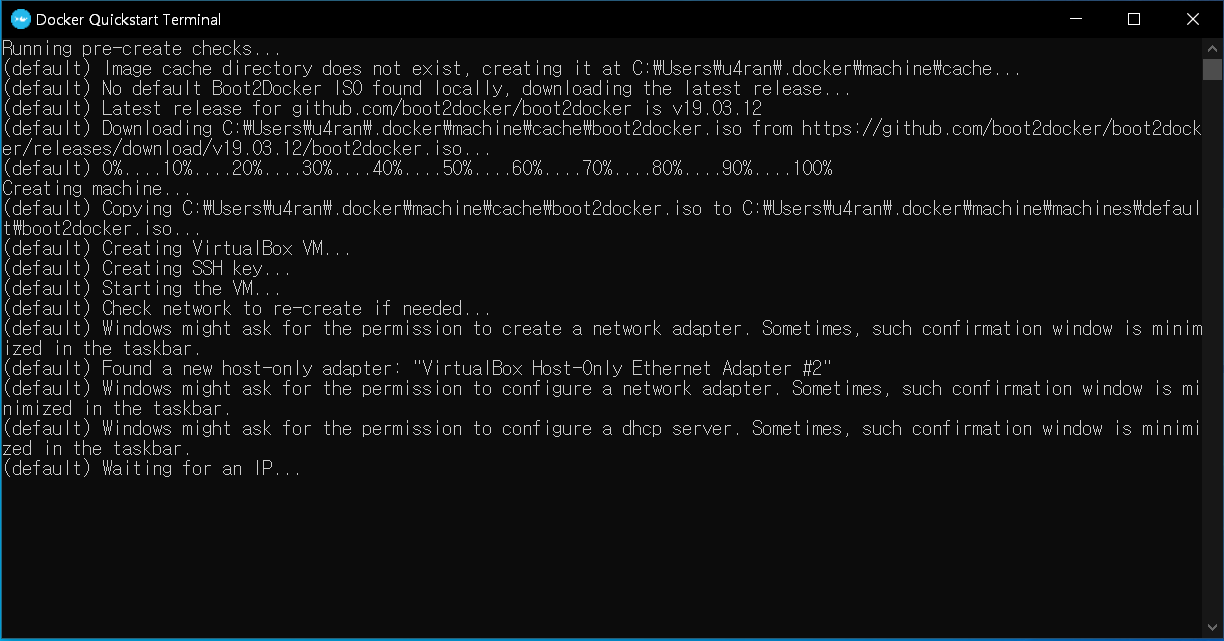 Docker Quickstart Terminal
Running pre-create checks...
(default) Image cache directory does not exist, creating it at C:₩Users₩u4ran₩.docker₩machine₩cache...
(default) No default Boot2Docker ISO found locally, downloading the latest release...
(default) Latest release for github.com/boot2docker/boot2docker is v19.03.12
(default) Downloading C:₩Users₩u4ran₩.docker₩machine₩cache₩boot2docker.iso from https://github.com/boot2docker/boot2dock
er/releases/download/v19.03.12/boot2docker.iso...
(default) 0%....10%....20%....30%....40%....50%....60%....70%....80%....90%....100%
Creating machine...
(default) Copying C:₩Users₩u4ran₩.docker₩machine₩cache₩boot2docker.iso to C:₩Users₩u4ran₩.docker₩machine₩machines₩defaul
t₩boot2docker.iso...
(default) Creating VirtualBox VM...
(default) Creating SSH key...
(default) Starting the VM...
(default) Check network to re-create if needed...
(default) Windows might ask for the permission to create a network adapter. Sometimes, such confirmation window is minim
ized in the taskbar.
(default) Found a new host-only adapter: "VirtualBox Host-Only Ethernet Adapter #2"
(default) Windows might ask for the permission to configure a network adapter. Sometimes, such confirmation window is mi
nimized in the taskbar.
(default) Windows might ask for the permission to configure a dhcp server. Sometimes, such confirmation window is minimi
zed in the taskbar.
(default) Waiting for an IP...